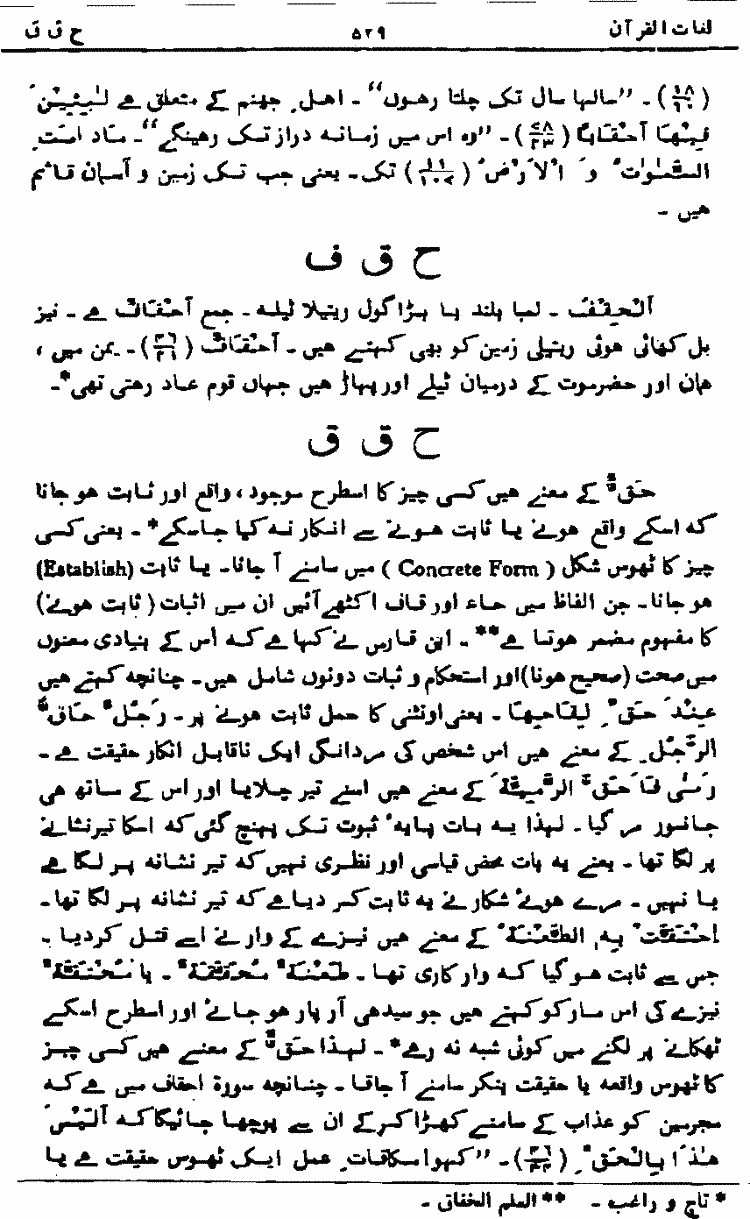 لغات القرآن ۵۲۹ ح ق ق
(۱۸/۶۰) ۔ ’’سالہا سال تک چلتا رہوں‘‘ ۔ اہل جہنم کے متعلق ہے لٰبِثِیْنَ
فِیْہَا اَحْقَابًا (۷۸/۲۳) ۔ ’’وہ اس میں زمانہ دراز تک رہینگے‘‘ ۔ مَا دَامَتِ
السَّمٰوٰتُ وَ الْاَرْضُ (۱۱/۱۰۷) تک ۔ یعنی جب تک زمین و آسمان قائم
ہیں ۔
ح ق ف
اَلْحِقْفُ ۔ لمبا بلند یا بڑا گول ریتیلا ٹیلہ ۔ جمع اَحْقَافٌ ہے ۔ نیز
بل کھائی ہوئی ریتیلی زمین کو بھی کہتے ہیں ۔ اَحْقَافٌ (۴۶/۲۱) ۔ یمن میں ،
عمان اور حضرموت کے درمیان ٹیلے اور پہاڑ ہیں جہاں قوم عاد رہتی تھی* ۔
ح ق ق
حَقٌّ کے معنے ہیں کسی چیز کا اسطرح موجود ، واقع اور ثابت ہو جانا
کہ اسکے واقع ہونے یا ثابت ہونے سے انکار نہ کیا جاسکے* ۔ یعنی کسی
چیز کا ٹھوس شکل ( Concrete Form ) میں سامنے آ جانا ۔ یا ثابت (Establish)
ہو جانا ۔ جن الفاظ میں حاء اور قاف اکٹھے آئیں ان میں اثبات ( ثابت ہونے )
کا مفہوم مضمر ہوتا ہے** ۔ ابن فارس نے کہا ہے کہ اس کے بنیادی معنوں
میں صحت (صحیح ہونا) اور استحکام و ثبات دونوں شامل ہیں ۔ چنانچہ کہتے ہیں
عِنْدَ حَقِّ لِقَاحِہَا ۔ یعنی اونٹنی کا حمل ثابت ہونے پر ۔ رَجُلٌ حَاقُّ
الرَّجُلِ کے معنے ہیں اس شخص کی مردانگی ایک ناقابل انکار حقیقت ہے ۔
رَمٰی فَاَحَقَّ الرَّمِیَّۃَ کے معنے ہیں اسنے تیر چلایا اور اس کے ساتھ ہی
جانور مر گیا ۔ لہذا یہ بات پایہٴ ثبوت تک پہنچ گئی کہ اسکا تیر نشانے
پر لگا تھا ۔ یعنے یہ بات محض قیاسی اور نظری نہیں کہ تیر نشانہ پر لگا ہے
یا نہیں ۔ مرے ہوئے شکار نے یہ ثابت کر دیا ہے کہ تیر نشانہ پر لگا تھا ۔
اُحْتُقَّتْ بِہِ الطَّعْنَۃُ کے معنے ہیں نیزے کے وار نے اسے قتل کردیا ۔
جس سے ثابت ہو گیا کہ وار کاری تھا ۔ طَعْنَۃٌ مُحَقَّقَۃٌ ۔ یا مُحْتَقَّۃٌ
نیزے کی اس مار کو کہتے ہیں جو سیدھی آر پار ہو جائے اور اسطرح اسکے
ٹھکانے پر لگنے میں کوئی شبہ نہ رہے* ۔ لہذا حَقٌّ کے معنے ہیں کسی چیز
کا ٹھوس واقعہ یا حقیقت بنکر سامنے آ جانا ۔ چنانچہ سورۃ احقاف میں ہے کہ
مجرمین کو عذاب کے سامنے کھڑا کرکے ان سے پوچھا جائیگا کہ اَلَیْسَ
ہٰذَا بِالْحَقِّ (۴۶/۳۴) ۔ ’’کہو! مکافات عمل ایک ٹھوس حقیقت ہے یا
* تاج و راغب ۔ ** العلم الخفاق ۔